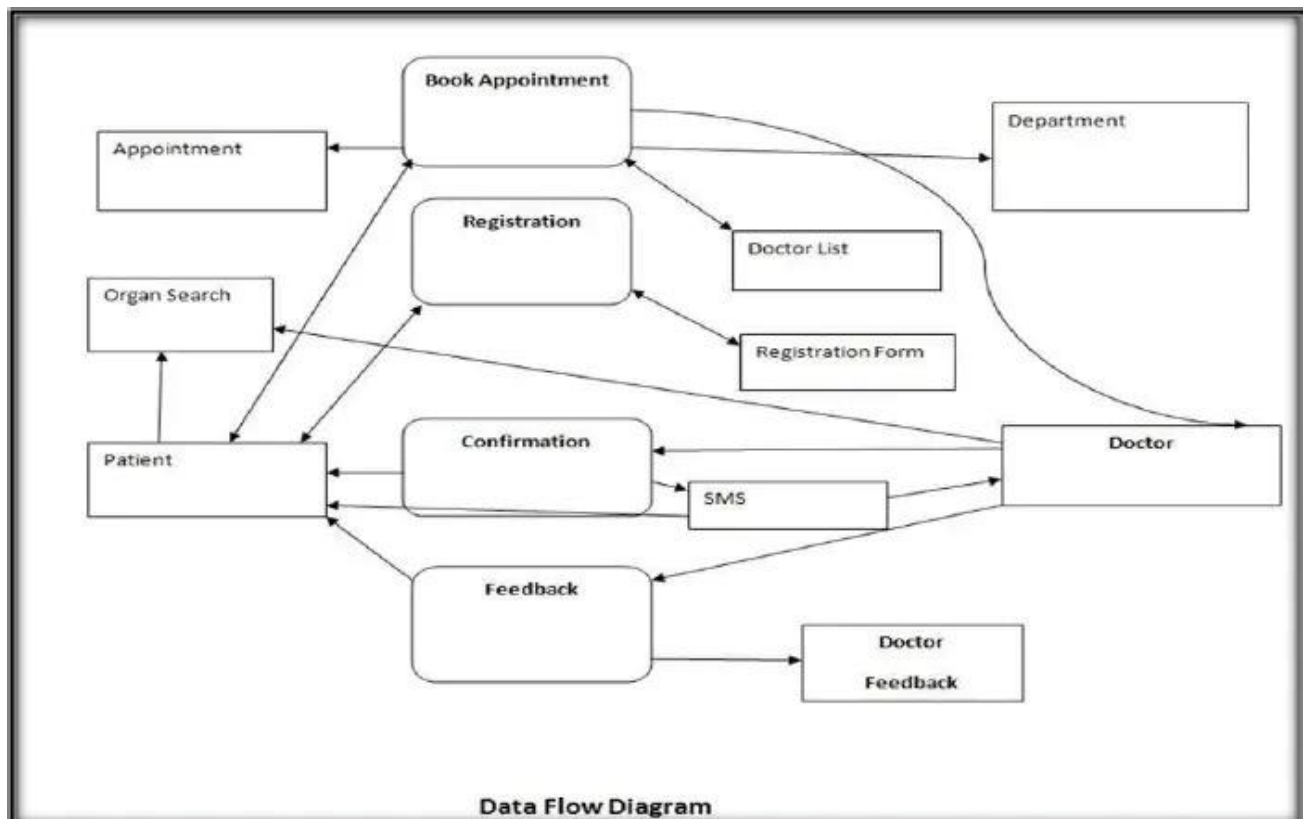 Book Appointment
Department
Appointment
Registration
Doctor List
Organ Search
Registration Form
Confirmation
Doctor
Patient
SMS
Feedback
Doctor
Feedback
Data Flow Diagram